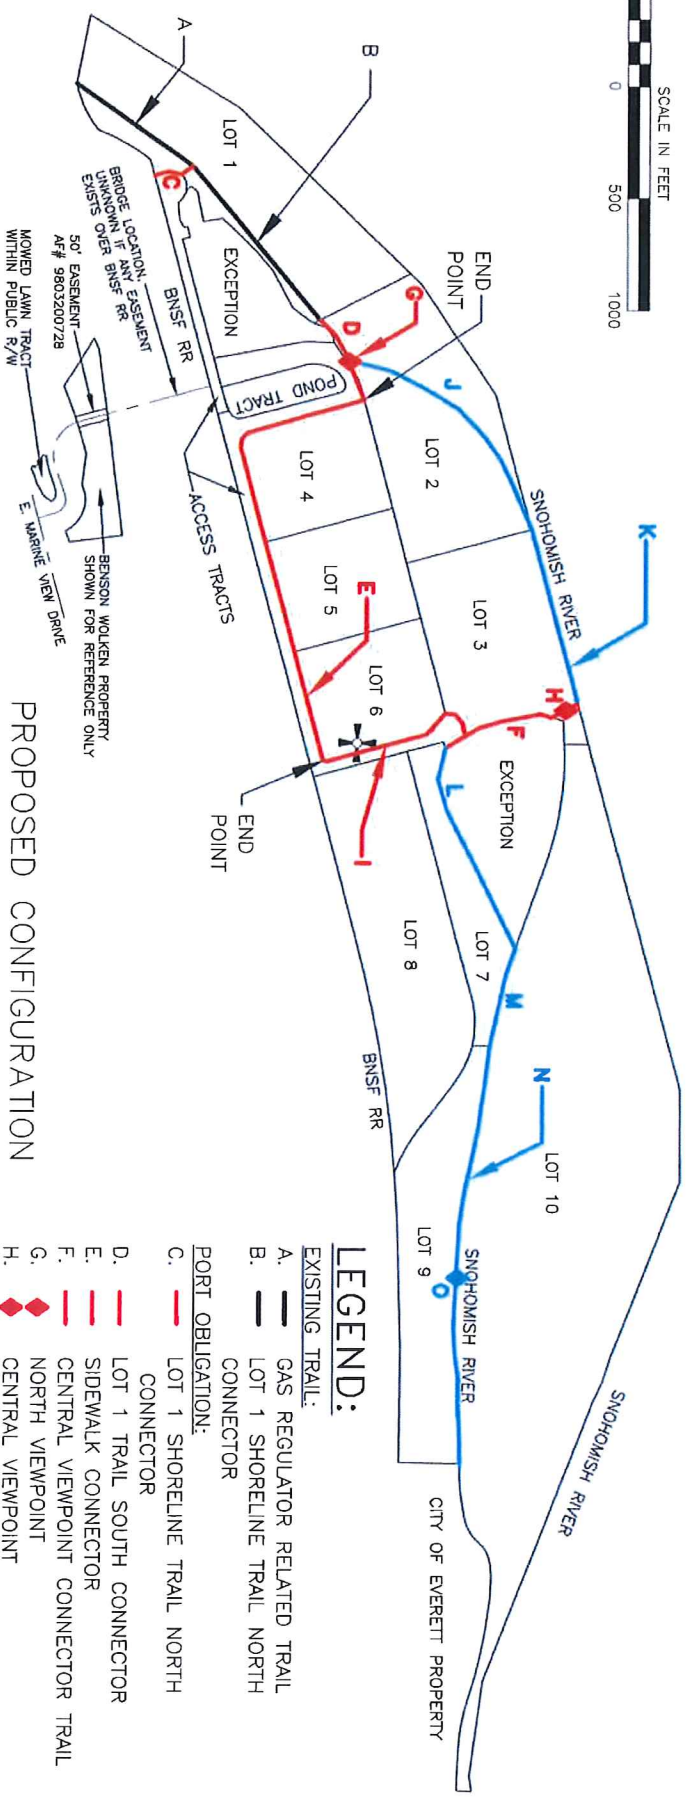 SCALE IN FEET
0
500
1000
A
B
LOT 1
C
BRIDGE LOCATION,
UNKNOWN IF ANY EASEMENT
EXISTS OVER BNSF RR
EXCEPTION
BNSF RR
50' EASEMENT
AF# 9803200728
MOWED LAWN TRACT
WITHIN PUBLIC R/W
END
POINT
G
D
POND TRACT
J
LOT 2
LOT 4
ACCESS TRACTS
E. MARINE VIEW DRIVE
BENSON WOLKEN PROPERTY
SHOWN FOR REFERENCE ONLY
SNOHOMISH RIVER
K
LOT 3
LOT 5
E
LOT 6
H
F
EXCEPTION
L
I
END
POINT
LOT 7
LOT 8
M
N
LOT 10
BNSF RR
LOT 9
O
SNOHOMISH RIVER
SNOHOMISH RIVER
CITY OF EVERETT PROPERTY
PROPOSED CONFIGURATION
LEGEND:
EXISTING TRAIL:
A. GAS REGULATOR RELATED TRAIL
B. LOT 1 SHORELINE TRAIL NORTH
CONNECTOR
PORT OBLIGATION:
C. LOT 1 SHORELINE TRAIL NORTH
CONNECTOR
D. LOT 1 TRAIL SOUTH CONNECTOR
E. SIDEWALK CONNECTOR
F. CENTRAL VIEWPOINT CONNECTOR TRAIL
G. NORTH VIEWPOINT
H. CENTRAL VIEWPOINT